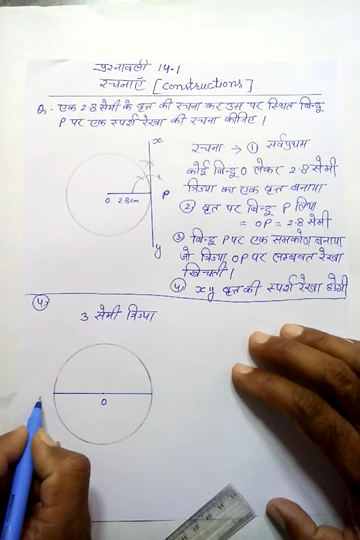 प्रश्नावली 14.1
रचनाएँ [Constructions]
Q. एक 2.8 सेमी के वृत्त की रचना कर उस पर स्थित बिन्दु
P पर एक स्पर्श रेखा की रचना कीजिए।
रचना → ① सर्वप्रथम
कोई बिन्दु O लेकर 2.8 सेमी
त्रिज्या का एक वृत्त बनाया
② वृत्त पर बिन्दु P लिया
= OP = 2.8 सेमी
③ बिन्दु P पर एक समकोण बनाया
जो त्रिज्या OP पर लम्बवत रेखा
खिचती।
④ xy वृत्त की स्पर्श रेखा होगी
x
O 2.8cm P
y
④
3 सेमी त्रिज्या
O